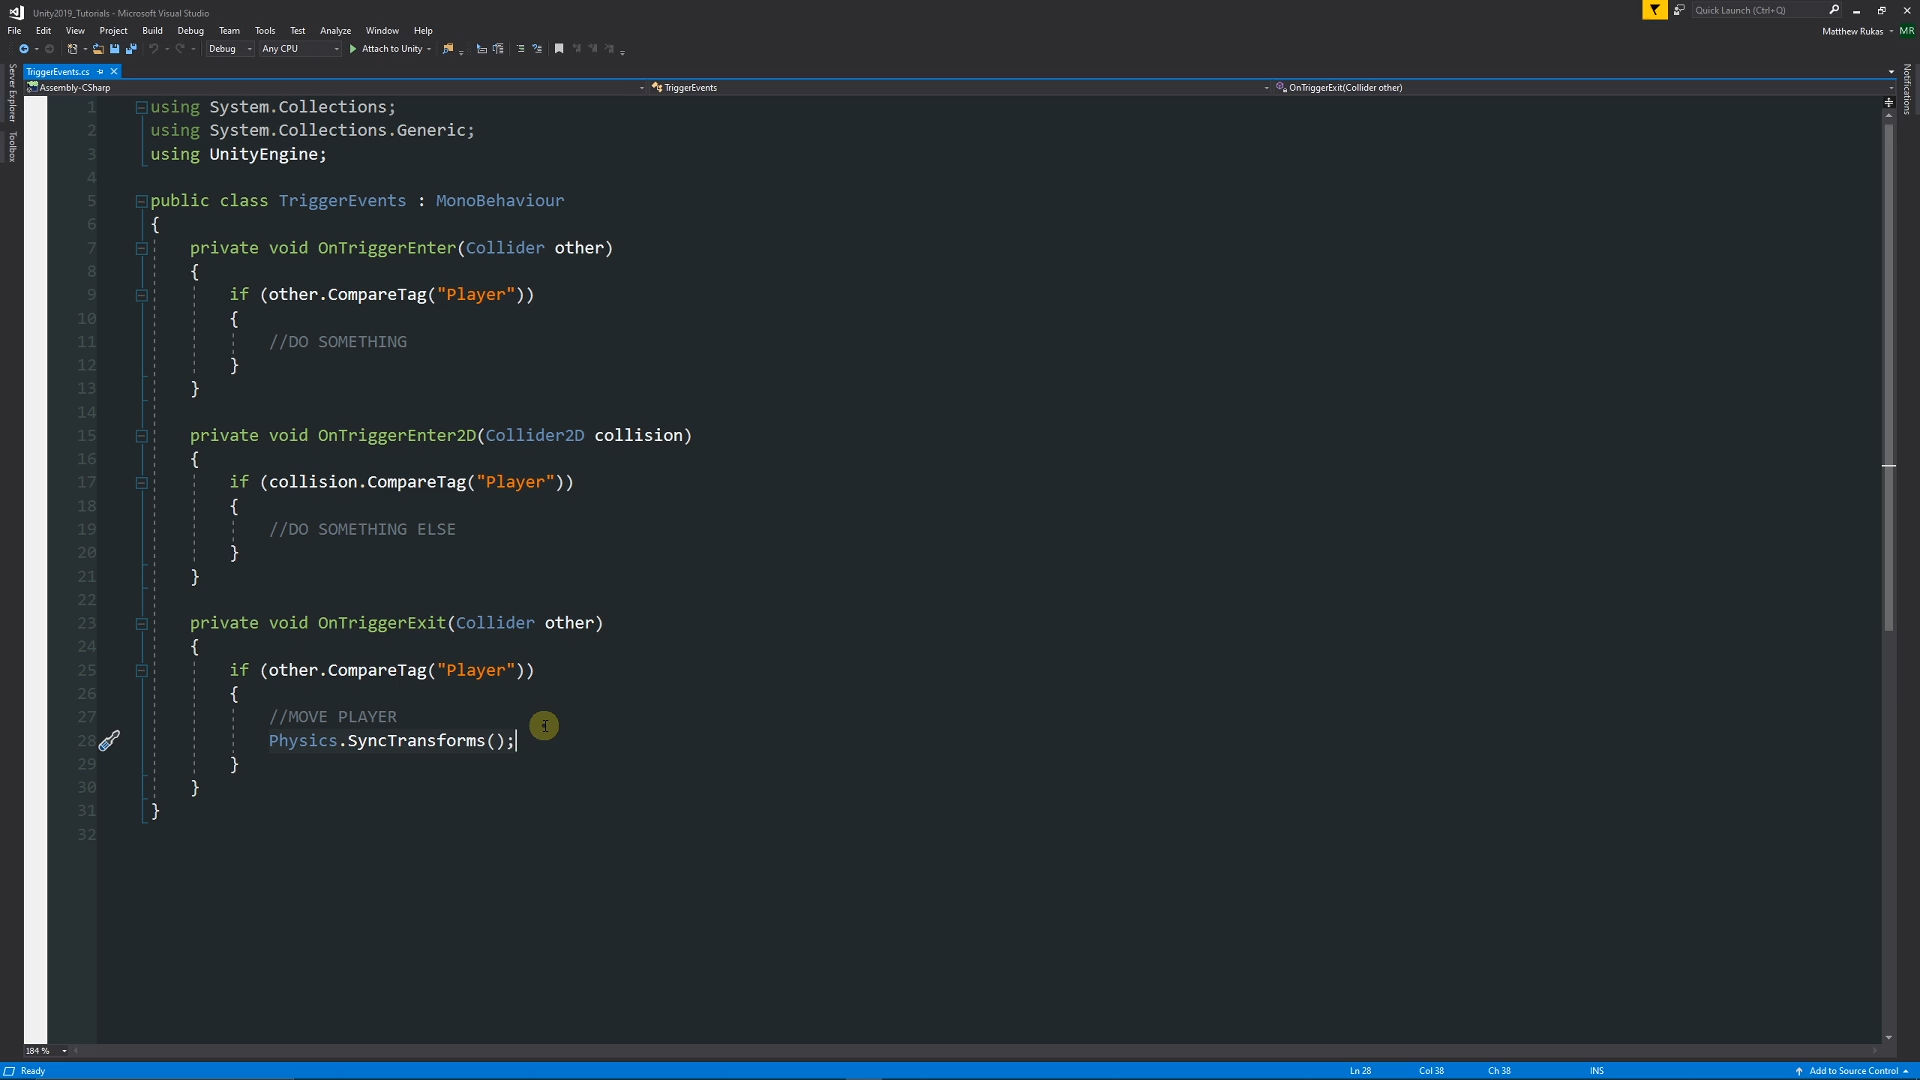 Unity2019_Tutorials - Microsoft Visual Studio
Quick Launch (Ctrl+Q)
File Edit View Project Build Debug Team Tools Test Analyze Window Help
Matthew Rukas MR
Debug Any CPU Attach to Unity
Server Explorer
Toolbox
Notifications
TriggerEvents.cs
Assembly-CSharp TriggerEvents OnTriggerExit(Collider other)
1 using System.Collections;
2 using System.Collections.Generic;
3 using UnityEngine;
4
5 public class TriggerEvents : MonoBehaviour
6 {
7 private void OnTriggerEnter(Collider other)
8 {
9 if (other.CompareTag("Player"))
10 {
11 //DO SOMETHING
12 }
13 }
14
15 private void OnTriggerEnter2D(Collider2D collision)
16 {
17 if (collision.CompareTag("Player"))
18 {
19 //DO SOMETHING ELSE
20 }
21 }
22
23 private void OnTriggerExit(Collider other)
24 {
25 if (other.CompareTag("Player"))
26 {
27 //MOVE PLAYER
28 Physics.SyncTransforms();
29 }
30 }
31 }
32
184 %
Ready Ln 28 Col 38 Ch 38 INS Add to Source Control